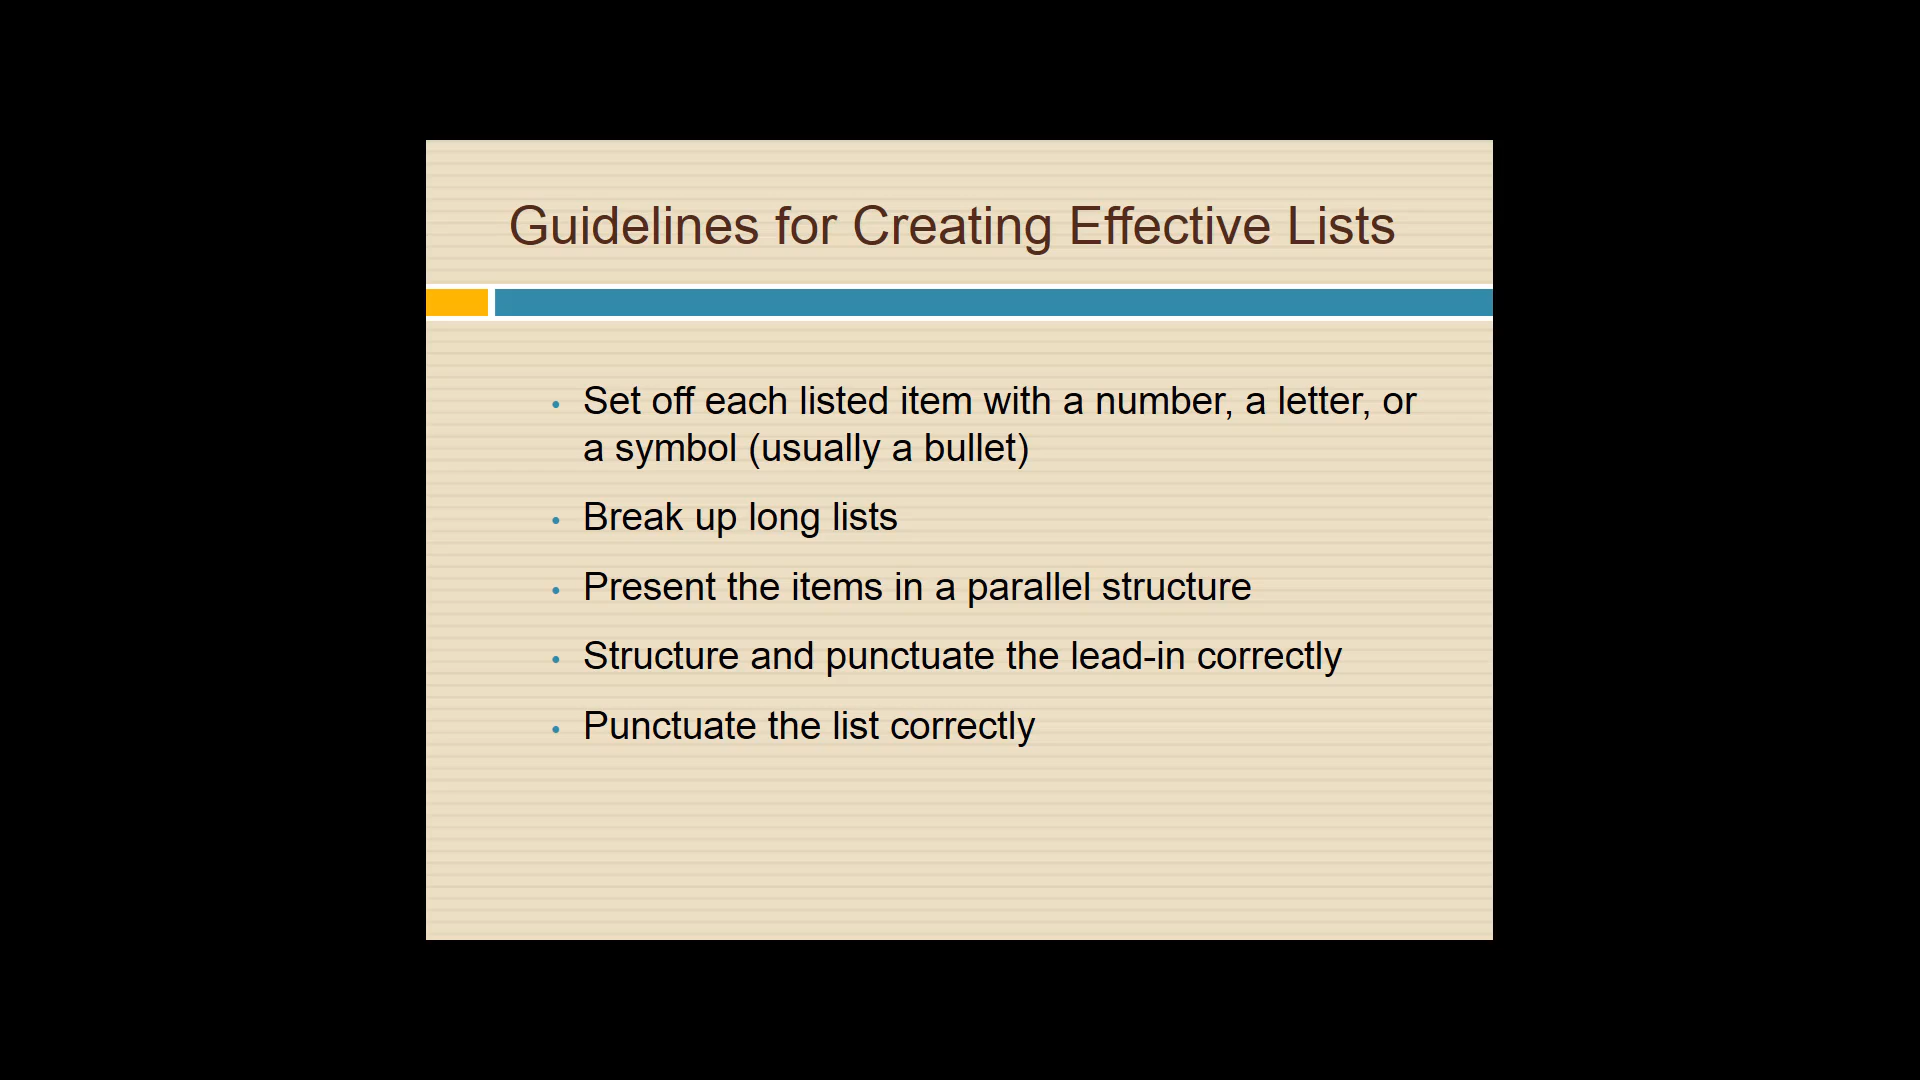 Guidelines for Creating Effective Lists
• Set off each listed item with a number, a letter, or
a symbol (usually a bullet)
• Break up long lists
• Present the items in a parallel structure
• Structure and punctuate the lead-in correctly
• Punctuate the list correctly